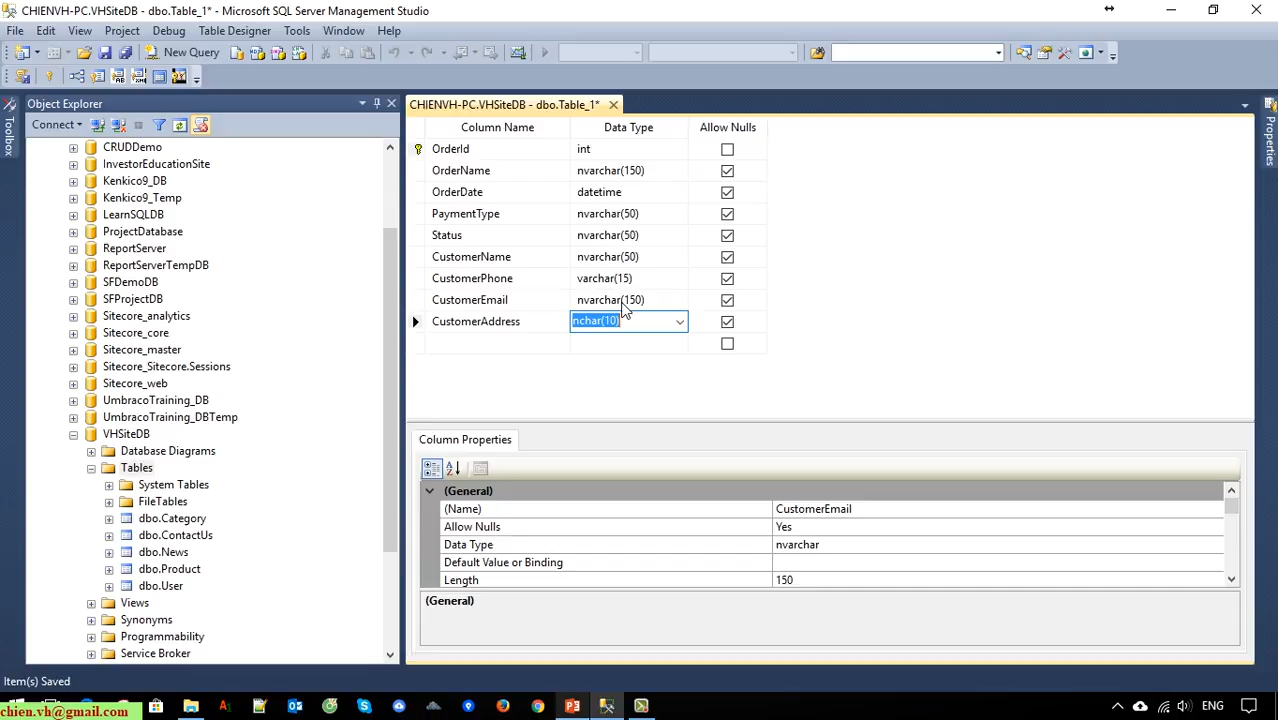 CHIENVH-PC.VHSiteDB - dbo.Table_1* - Microsoft SQL Server Management Studio
File Edit View Project Debug Table Designer Tools Window Help
New Query
Toolbox
Object Explorer
Connect
CRUDDemo
InvestorEducationSite
Kenkico9_DB
Kenkico9_Temp
LearnSQLDB
ProjectDatabase
ReportServer
ReportServerTempDB
SFDemoDB
SFProjectDB
Sitecore_analytics
Sitecore_core
Sitecore_master
Sitecore_Sitecore.Sessions
Sitecore_web
UmbracoTraining_DB
UmbracoTraining_DBTemp
VHSiteDB
Database Diagrams
Tables
System Tables
FileTables
dbo.Category
dbo.ContactUs
dbo.News
dbo.Product
dbo.User
Views
Synonyms
Programmability
Service Broker
CHIENVH-PC.VHSiteDB - dbo.Table_1*
Column Name Data Type Allow Nulls
OrderId int
OrderName nvarchar(150)
OrderDate datetime
PaymentType nvarchar(50)
Status nvarchar(50)
CustomerName nvarchar(50)
CustomerPhone varchar(15)
CustomerEmail nvarchar(150)
CustomerAddress nchar(10)
Column Properties
(General)
(Name) CustomerEmail
Allow Nulls Yes
Data Type nvarchar
Default Value or Binding
Length 150
(General)
Properties
Item(s) Saved
chien.vh@gmail.com
ENG